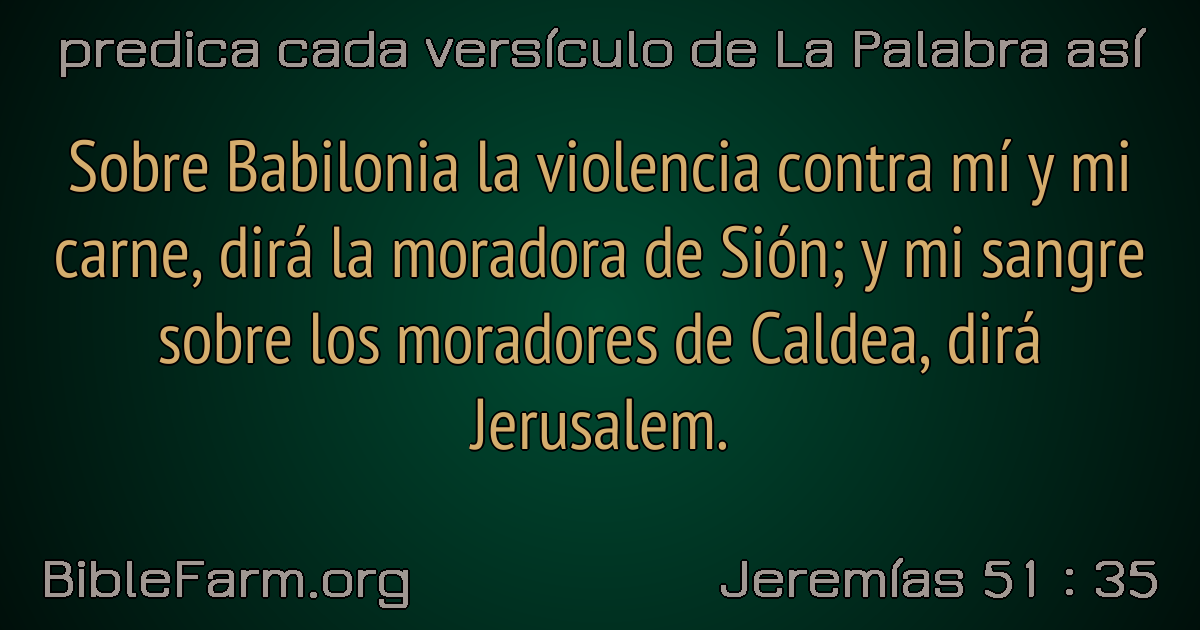 predica cada versículo de La Palabra así
Sobre Babilonia la violencia contra mí y mi
carne, dirá la moradora de Sión; y mi sangre
sobre los moradores de Caldea, dirá
Jerusalem.
BibleFarm.org
Jeremías 51 : 35